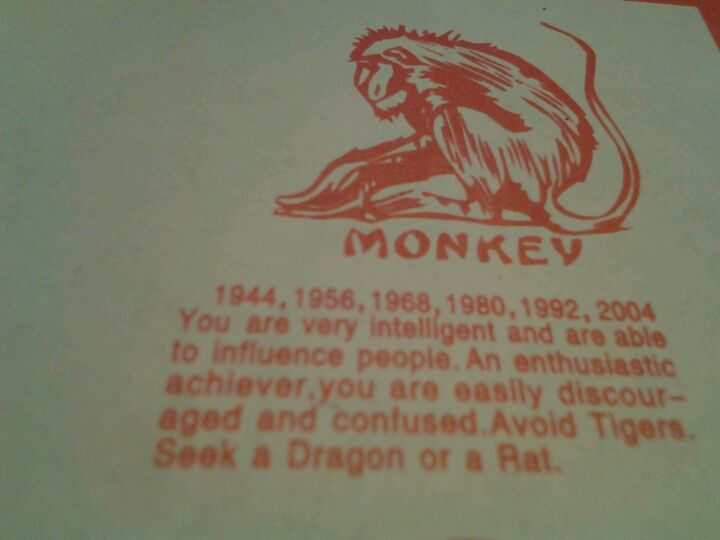 MONKEY
1944, 1956, 1968, 1980, 1992, 2004
You are very intelligent and are able
to influence people. An enthusiastic
achiever, you are easily discour-
aged and confused. Avoid Tigers.
Seek a Dragon or a Rat.